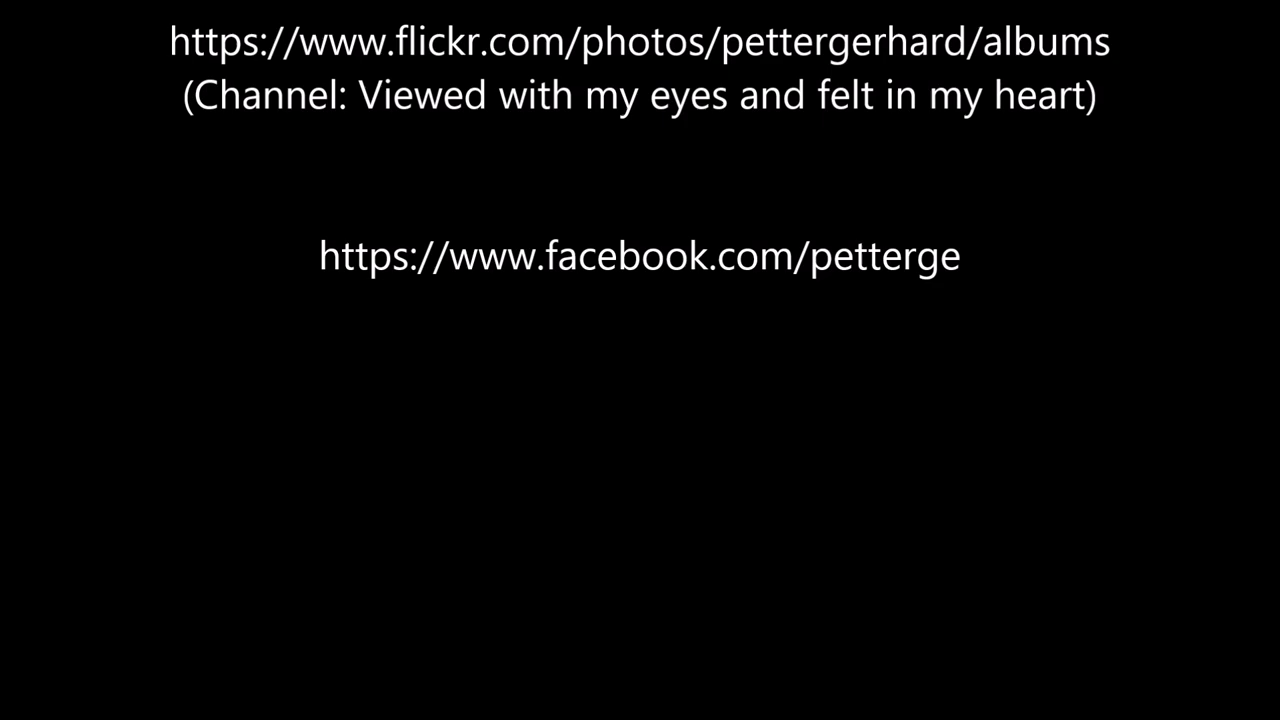 https://www.flickr.com/photos/pettergerhard/albums
(Channel: Viewed with my eyes and felt in my heart)
https://www.facebook.com/petterge